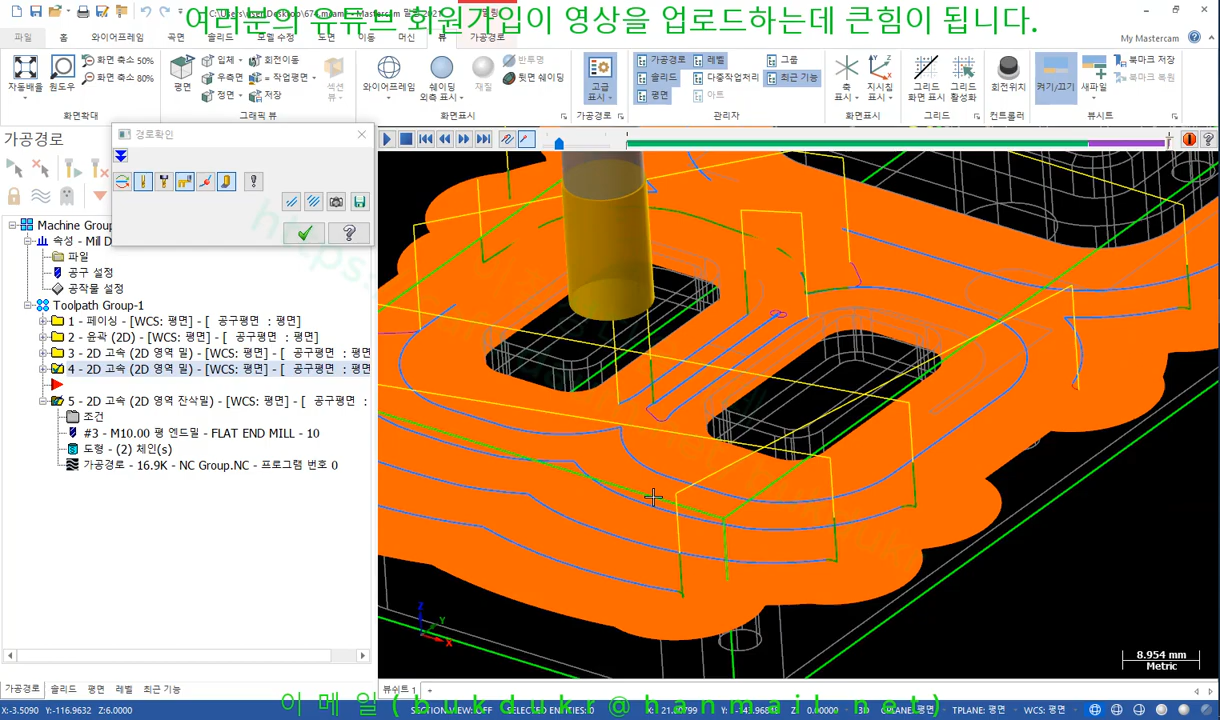 여러분의 유튜브 회원가입이 영상을 업로드하는데 큰힘이 됩니다.
My Mastercam
파일 홈 와이어프레임 곡면 솔리드 모델 수정 도면 이동 머신 뷰 가공경로
자동배율 원도우 화면 축소 50% 화면 축소 80%
화면확대
평면 입체 우측면 정면 회전이동 = 작업평면 저장 섹션 뷰
그래픽 뷰
와이어프레임 쉐이딩 외측 표시 재질 반투명 뒷면 쉐이딩
화면표시
고급 표시
가공경로
가공경로 레벨 그룹
솔리드 다중작업처리 최근 기능
평면 아트
관리자
축 표시 지시침 표시
화면표시
그리드 화면 표시 그리드 활성화
그리드
회전위치
컨트롤러
켜기/끄기 새파일 북마크 저장 북마크 복원
뷰시트
가공경로
경로확인
Machine Group
속성 - Mill D
파일
공구 설정
공작물 설정
Toolpath Group-1
1 - 페이싱 - [WCS: 평면] - [ 공구평면 : 평면]
2 - 윤곽 (2D) - [WCS: 평면] - [ 공구평면 : 평면]
3 - 2D 고속 (2D 영역 밀) - [WCS: 평면] - [ 공구평면 : 평면
4 - 2D 고속 (2D 영역 밀) - [WCS: 평면] - [ 공구평면 : 평면
5 - 2D 고속 (2D 영역 잔삭밀) - [WCS: 평면] - [ 공구평면 :
조건
#3 - M10.00 평 엔드밀 - FLAT END MILL - 10
도형 - (2) 체인(s)
가공경로 - 16.9K - NC Group.NC - 프로그램 번호 0
Z
Y
X
8.954 mm
Metric
가공경로 솔리드 평면 레벨 최근 기능
뷰쉬트 1 +
이 메 일 ( h u k d u k r @ h a n m a i l . n e t )
X: -3.5090 Y: -116.9632 Z:6.0000
SECTION VIEW: OFF SELECTED ENTITIES: 0
TPLANE: 평면 WCS: 평면